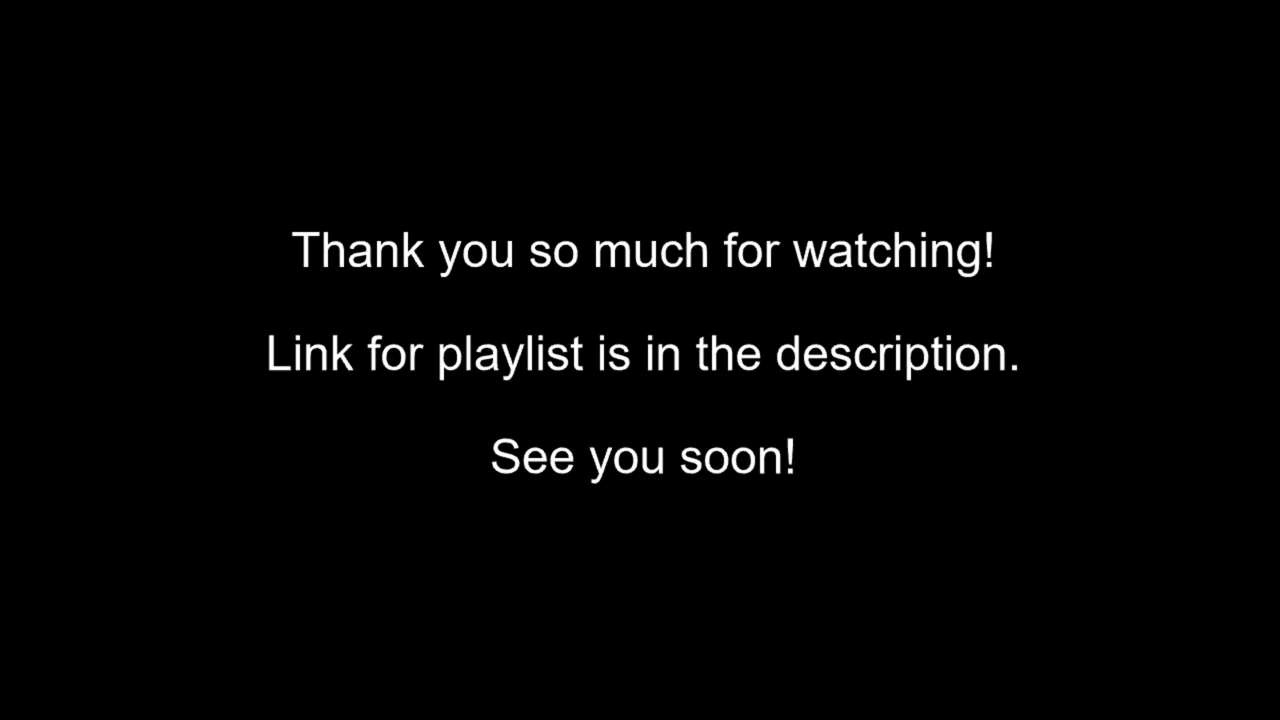 Thank you so much for watching!
Link for playlist is in the description.
See you soon!